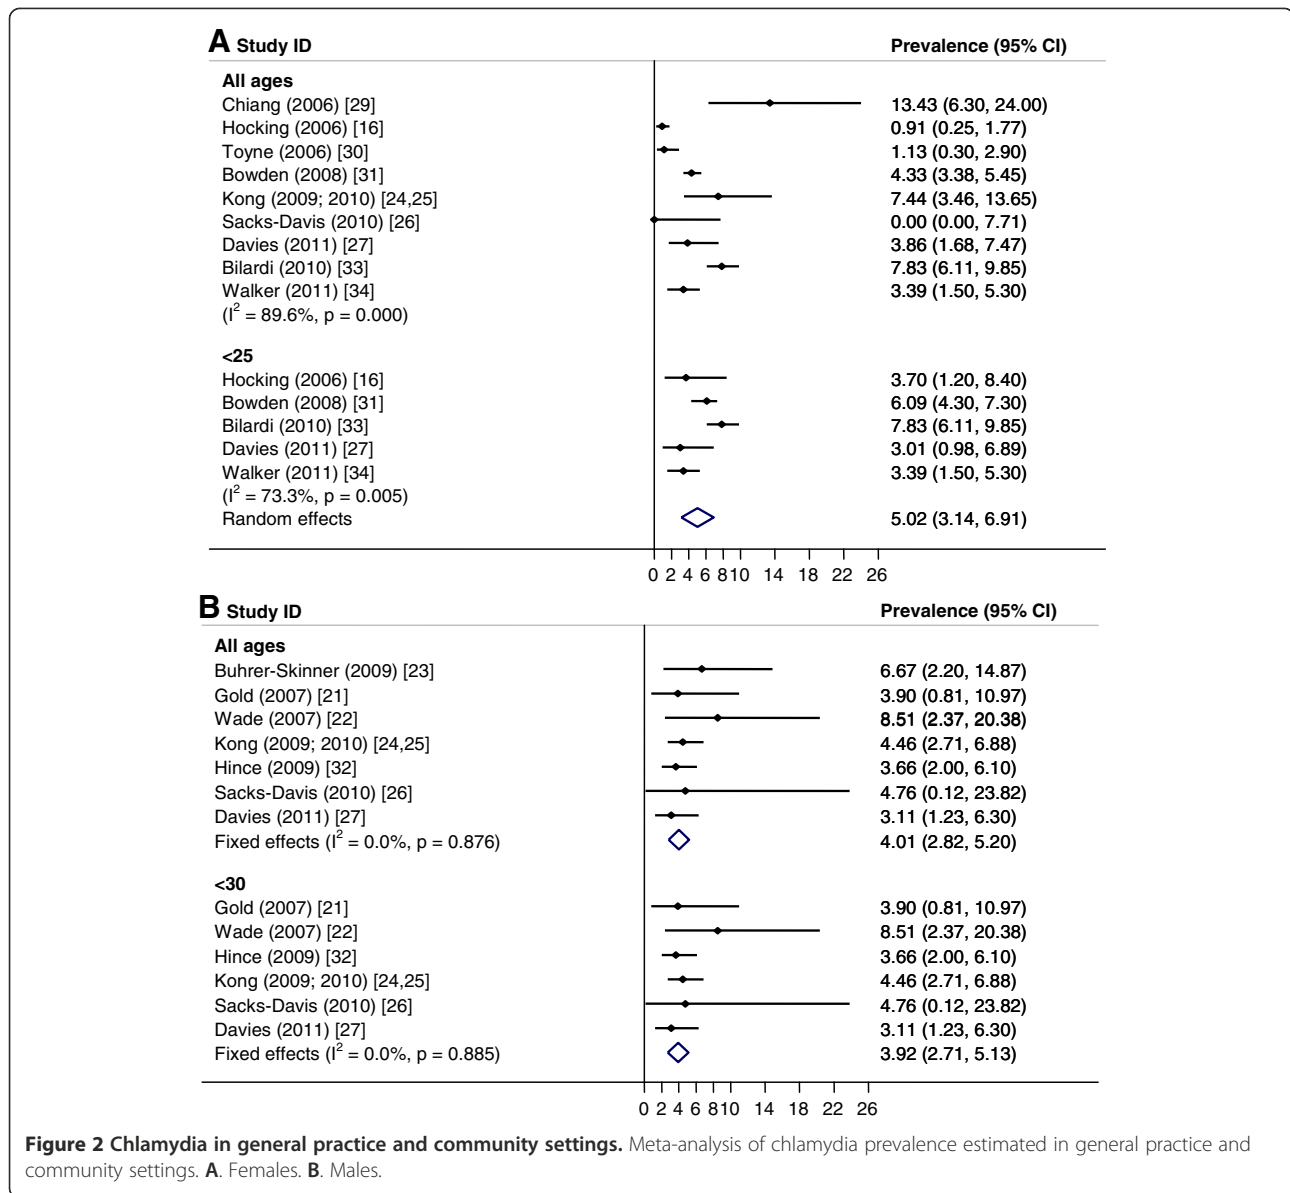 A Study ID Prevalence (95% CI)
All ages
Chiang (2006) [29] 13.43 (6.30, 24.00)
Hocking (2006) [16] 0.91 (0.25, 1.77)
Toyne (2006) [30] 1.13 (0.30, 2.90)
Bowden (2008) [31] 4.33 (3.38, 5.45)
Kong (2009; 2010) [24,25] 7.44 (3.46, 13.65)
Sacks-Davis (2010) [26] 0.00 (0.00, 7.71)
Davies (2011) [27] 3.86 (1.68, 7.47)
Bilardi (2010) [33] 7.83 (6.11, 9.85)
Walker (2011) [34] 3.39 (1.50, 5.30)
(I² = 89.6%, p = 0.000)
<25
Hocking (2006) [16] 3.70 (1.20, 8.40)
Bowden (2008) [31] 6.09 (4.30, 7.30)
Bilardi (2010) [33] 7.83 (6.11, 9.85)
Davies (2011) [27] 3.01 (0.98, 6.89)
Walker (2011) [34] 3.39 (1.50, 5.30)
(I² = 73.3%, p = 0.005)
Random effects 5.02 (3.14, 6.91)
0 2 4 6 8 10 14 18 22 26
B Study ID Prevalence (95% CI)
All ages
Buhrer-Skinner (2009) [23] 6.67 (2.20, 14.87)
Gold (2007) [21] 3.90 (0.81, 10.97)
Wade (2007) [22] 8.51 (2.37, 20.38)
Kong (2009; 2010) [24,25] 4.46 (2.71, 6.88)
Hince (2009) [32] 3.66 (2.00, 6.10)
Sacks-Davis (2010) [26] 4.76 (0.12, 23.82)
Davies (2011) [27] 3.11 (1.23, 6.30)
Fixed effects (I² = 0.0%, p = 0.876) 4.01 (2.82, 5.20)
<30
Gold (2007) [21] 3.90 (0.81, 10.97)
Wade (2007) [22] 8.51 (2.37, 20.38)
Hince (2009) [32] 3.66 (2.00, 6.10)
Kong (2009; 2010) [24,25] 4.46 (2.71, 6.88)
Sacks-Davis (2010) [26] 4.76 (0.12, 23.82)
Davies (2011) [27] 3.11 (1.23, 6.30)
Fixed effects (I² = 0.0%, p = 0.885) 3.92 (2.71, 5.13)
0 2 4 6 8 10 14 18 22 26
Figure 2 Chlamydia in general practice and community settings. Meta-analysis of chlamydia prevalence estimated in general practice and
community settings. A. Females. B. Males.